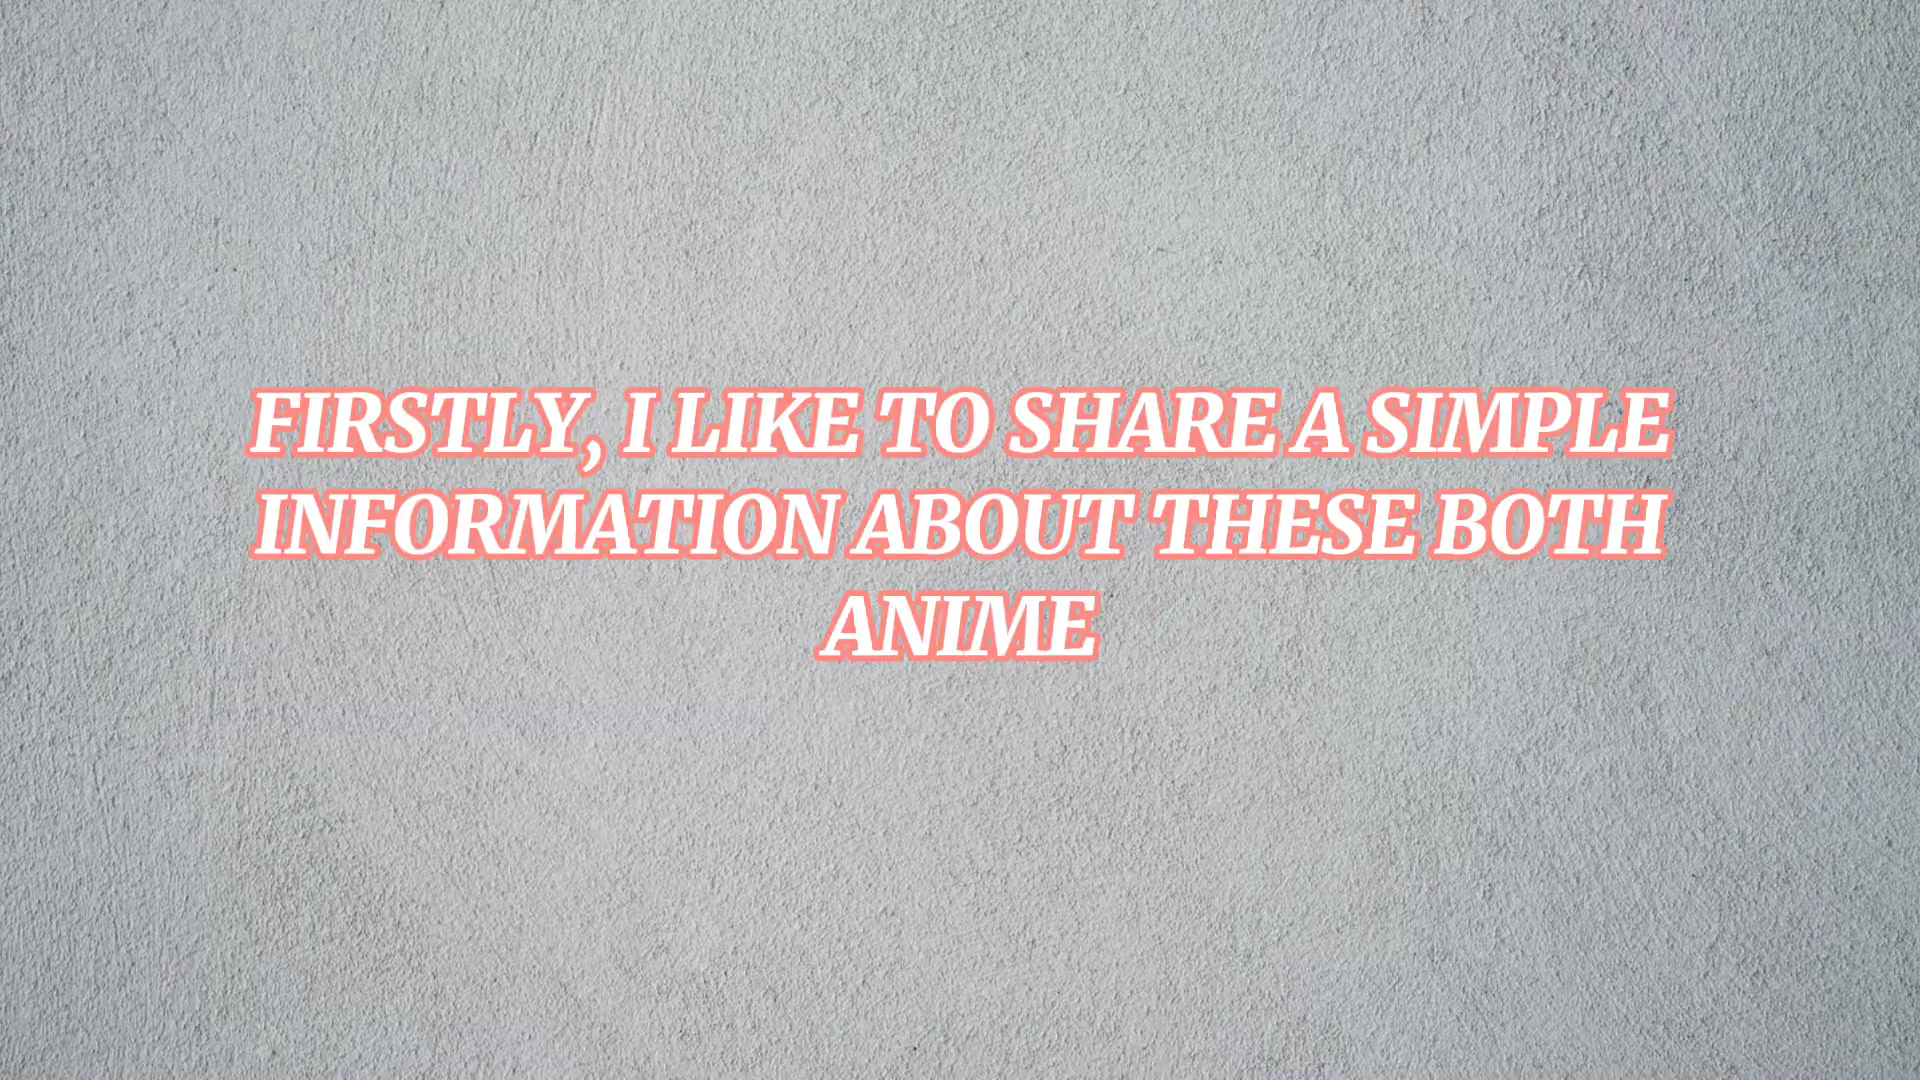 FIRSTLY, I LIKE TO SHARE A SIMPLE
INFORMATION ABOUT THESE BOTH
ANIME